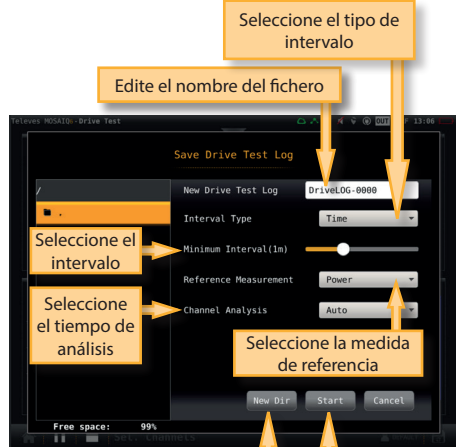 Seleccione el tipo de
intervalo
Edite el nombre del fichero
Televes MOSAIQ6-Drive Test
OUT
13:06
Save Drive Test Log
/
.
New Drive Test Log
DriveLOG-0000
Interval Type
Time
Seleccione el
intervalo
Minimum Interval(1m)
Reference Measurement
Power
Seleccione
el tiempo de
análisis
Channel Analysis
Auto
Seleccione la medida
de referencia
New Dir
Start
Cancel
Free space:
99%
Sel. Channels